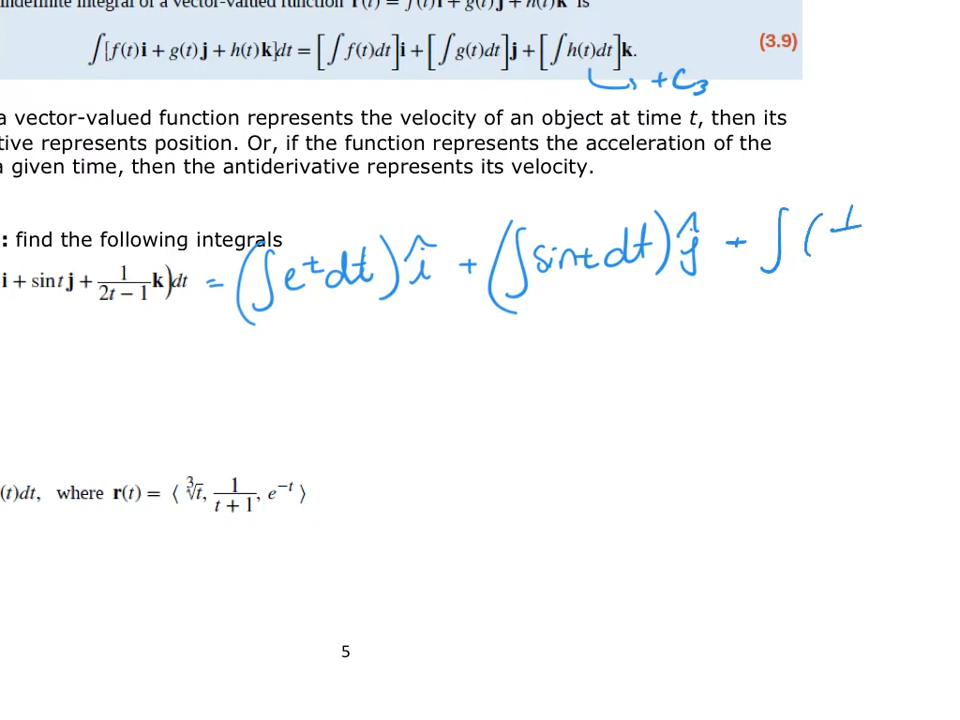 indefinite integral of a vector-valued function r(t) = f(t)i + g(t)j + h(t)k is
∫[f(t)i + g(t)j + h(t)k]dt = [∫ f(t)dt]i + [∫ g(t)dt]j + [∫ h(t)dt]k. (3.9)
↳ + C₃
a vector-valued function represents the velocity of an object at time t, then its
tive represents position. Or, if the function represents the acceleration of the
a given time, then the antiderivative represents its velocity.
: find the following integrals
i + sin t j + 1/(2t − 1) k)dt = (∫e^t dt) î + (∫sint dt) ĵ + ∫ ( 1
(t)dt, where r(t) = ⟨ ∛t, 1/(t + 1), e^−t ⟩
5